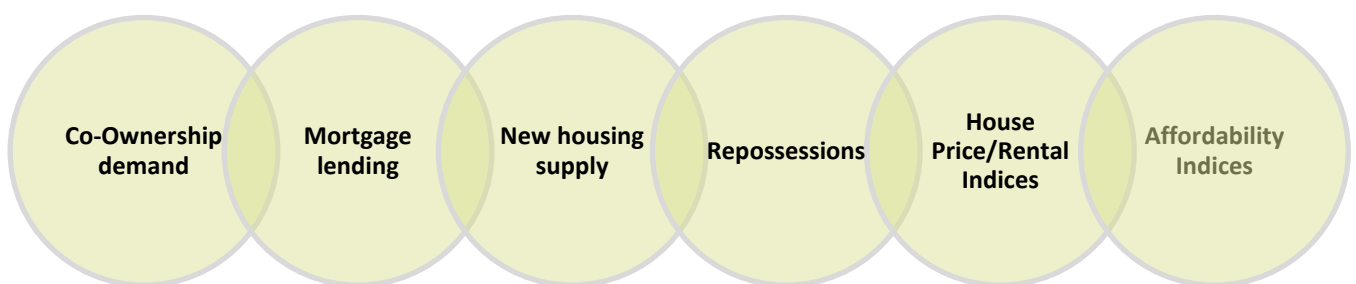 Co-Ownership
demand
Mortgage
lending
New housing
supply
Repossessions
House
Price/Rental
Indices
Affordability
Indices